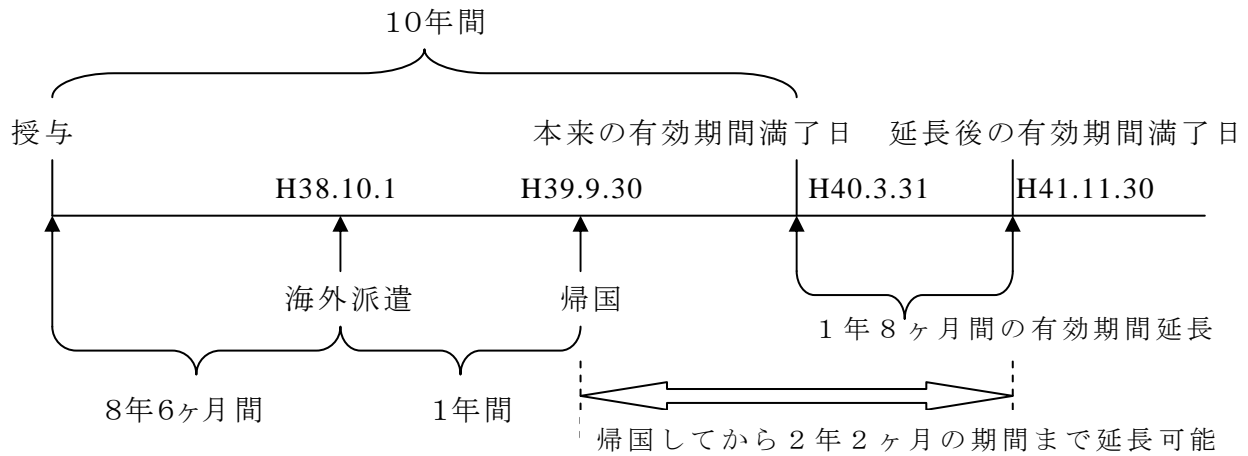 10年間
授与
本来の有効期間満了日 延長後の有効期間満了日
H38.10.1 H39.9.30 H40.3.31 H41.11.30
海外派遣 帰国
1年8ヶ月間の有効期間延長
8年6ヶ月間 1年間
帰国してから2年2ヶ月の期間まで延長可能